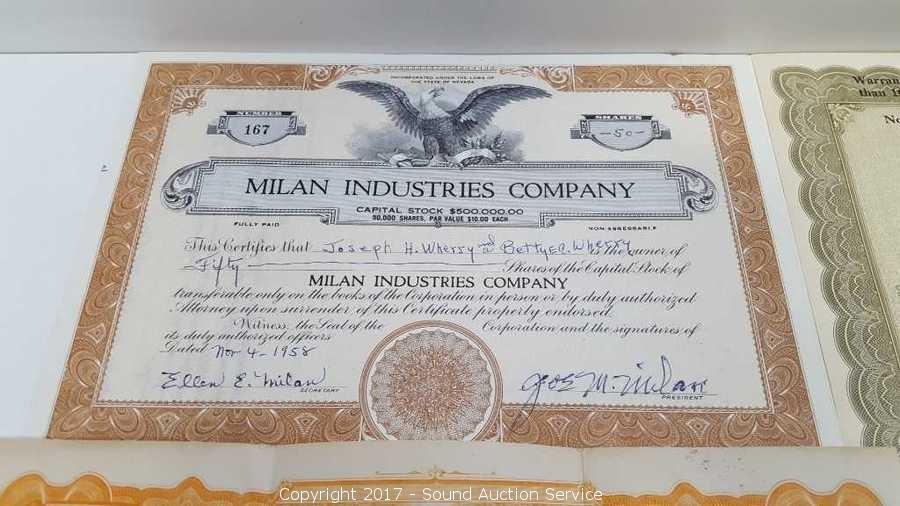 INCORPORATED UNDER THE LAWS OF
THE STATE OF NEVADA
NUMBER
167
SHARES
-50-
MILAN INDUSTRIES COMPANY
CAPITAL STOCK $500,000.00
50,000 SHARES, PAR VALUE $10.00 EACH
FULLY PAID
NON-ASSESSABLE
This Certifies that Joseph H. Wherry and Betty is the owner of
Fifty Shares of the Capital Stock of
MILAN INDUSTRIES COMPANY
transferable only on the books of the Corporation in person or by duly authorized
Attorney upon surrender of this Certificate properly endorsed.
Witness, the Seal of the Corporation and the signatures of
its duly authorized officers
Dated Nov 4 - 1958
Ellen E. Milan
SECRETARY
M. Milan
PRESIDENT
than
Copyright 2017 - Sound Auction Service